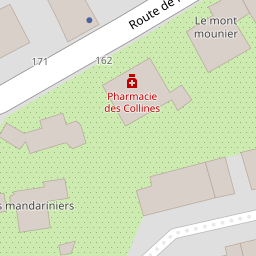 Route de
Le mont
mounier
171
162
Pharmacie
des Collines
mandariniers